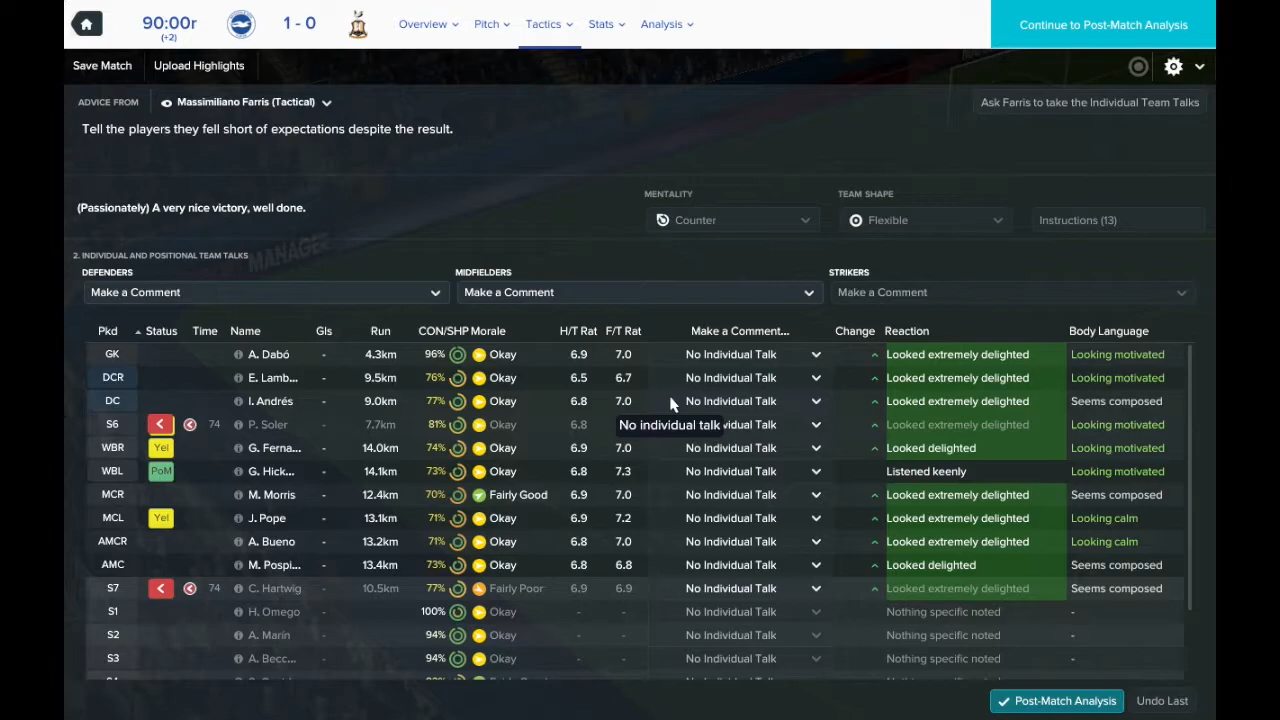 90:00r
(+2)
1 - 0
Overview Pitch Tactics Stats Analysis
Continue to Post-Match Analysis
Save Match Upload Highlights
ADVICE FROM Massimiliano Farris (Tactical)
Ask Farris to take the Individual Team Talks
Tell the players they fell short of expectations despite the result.
MENTALITY TEAM SHAPE
(Passionately) A very nice victory, well done.
Counter Flexible Instructions (13)
MANAGER
2. INDIVIDUAL AND POSITIONAL TEAM TALKS
DEFENDERS MIDFIELDERS STRIKERS
Make a Comment Make a Comment Make a Comment
Pkd Status Time Name Gls Run CON/SHP Morale H/T Rat F/T Rat Make a Comment... Change Reaction Body Language
GK A. Dabó - 4.3km 96% Okay 6.9 7.0 No Individual Talk Looked extremely delighted Looking motivated
DCR E. Lamb... - 9.5km 76% Okay 6.5 6.7 No Individual Talk Looked extremely delighted Looking motivated
DC I. Andrés - 9.0km 77% Okay 6.8 7.0 No Individual Talk Looked extremely delighted Seems composed
S6 74 P. Soler - 7.7km 81% Okay 6.8 No individual talk vidual Talk Looked extremely delighted Looking motivated
WBR Yel G. Ferna... - 14.0km 74% Okay 6.9 7.0 No Individual Talk Looked delighted Looking motivated
WBL PoM G. Hick... - 14.1km 73% Okay 6.8 7.3 No Individual Talk Listened keenly Looking motivated
MCR M. Morris - 12.4km 70% Fairly Good 6.9 7.0 No Individual Talk Looked extremely delighted Seems composed
MCL Yel J. Pope - 13.1km 71% Okay 6.9 7.2 No Individual Talk Looked extremely delighted Looking calm
AMCR A. Bueno - 13.2km 71% Okay 6.9 7.0 No Individual Talk Looked extremely delighted Looking calm
AMC M. Pospi... - 13.4km 73% Okay 6.8 6.8 No Individual Talk Looked delighted Seems composed
S7 74 C. Hartwig - 10.5km 77% Fairly Poor 6.9 6.9 No Individual Talk Looked extremely delighted Seems composed
S1 H. Omego - 100% Okay - - No Individual Talk Nothing specific noted -
S2 A. Marín - 94% Okay - - No Individual Talk Nothing specific noted -
S3 A. Becc... - 94% Okay - - No Individual Talk Nothing specific noted -
Post-Match Analysis Undo Last